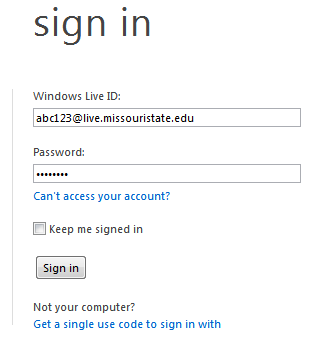 sign in
Windows Live ID:
abc123@live.missouristate.edu
Password:
••••••••
Can't access your account?
Keep me signed in
Sign in
Not your computer?
Get a single use code to sign in with